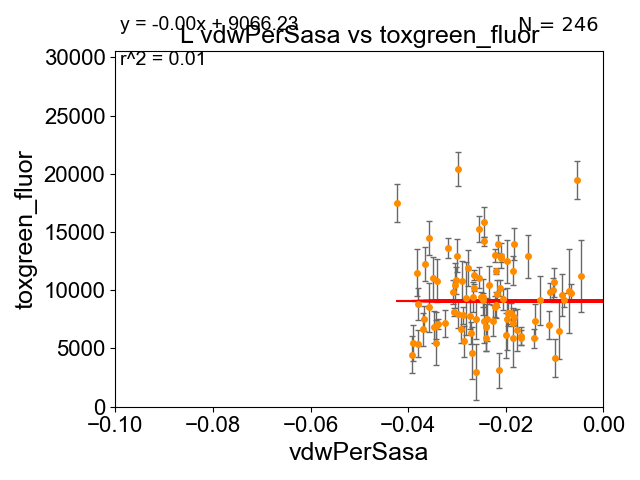 y = -0.00x + 9066.23
N = 246
L vdwPerSasa vs toxgreen_fluor
r^2 = 0.01
30000
25000
20000
15000
10000
5000
0
toxgreen_fluor
−0.10 −0.08 −0.06 −0.04 −0.02 0.00
vdwPerSasa